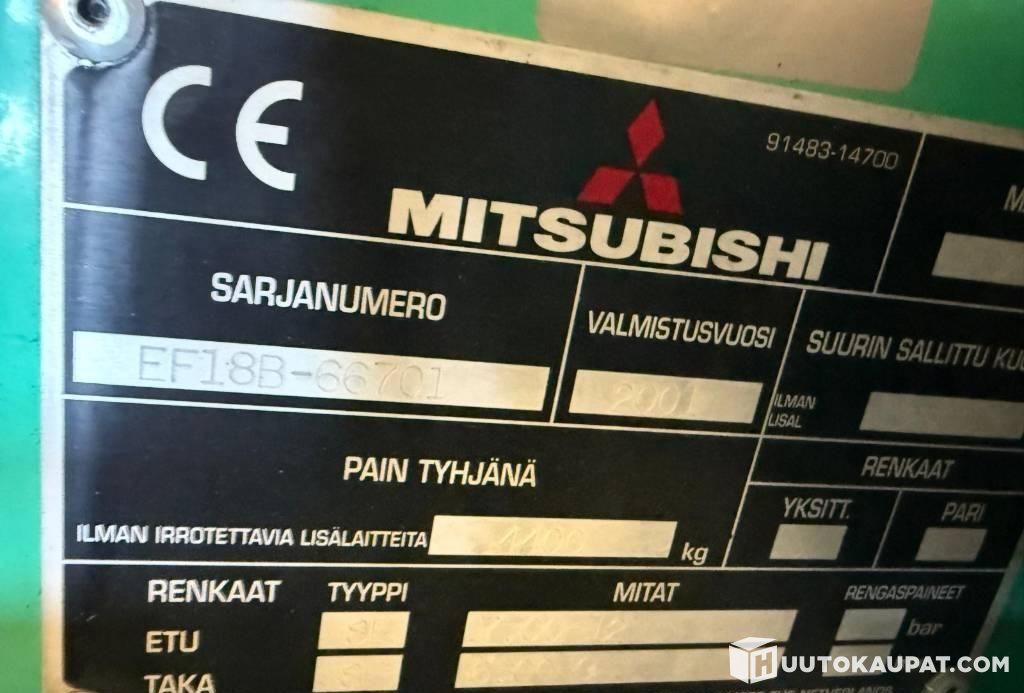 CE
91483-14700
MITSUBISHI
SARJANUMERO
VALMISTUSVUOSI
EF18B-66701
2001
SUURIN SALLITTU
ILMAN
LISAL
PAIN TYHJÄNÄ
RENKAAT
YKSITT.
PARI
ILMAN IRROTETTAVIA LISÄLAITTEITA
kg
RENKAAT
TYYPPI
MITAT
RENGASPAINEET
ETU
bar
TAKA
HUUTOKAUPAT.COM